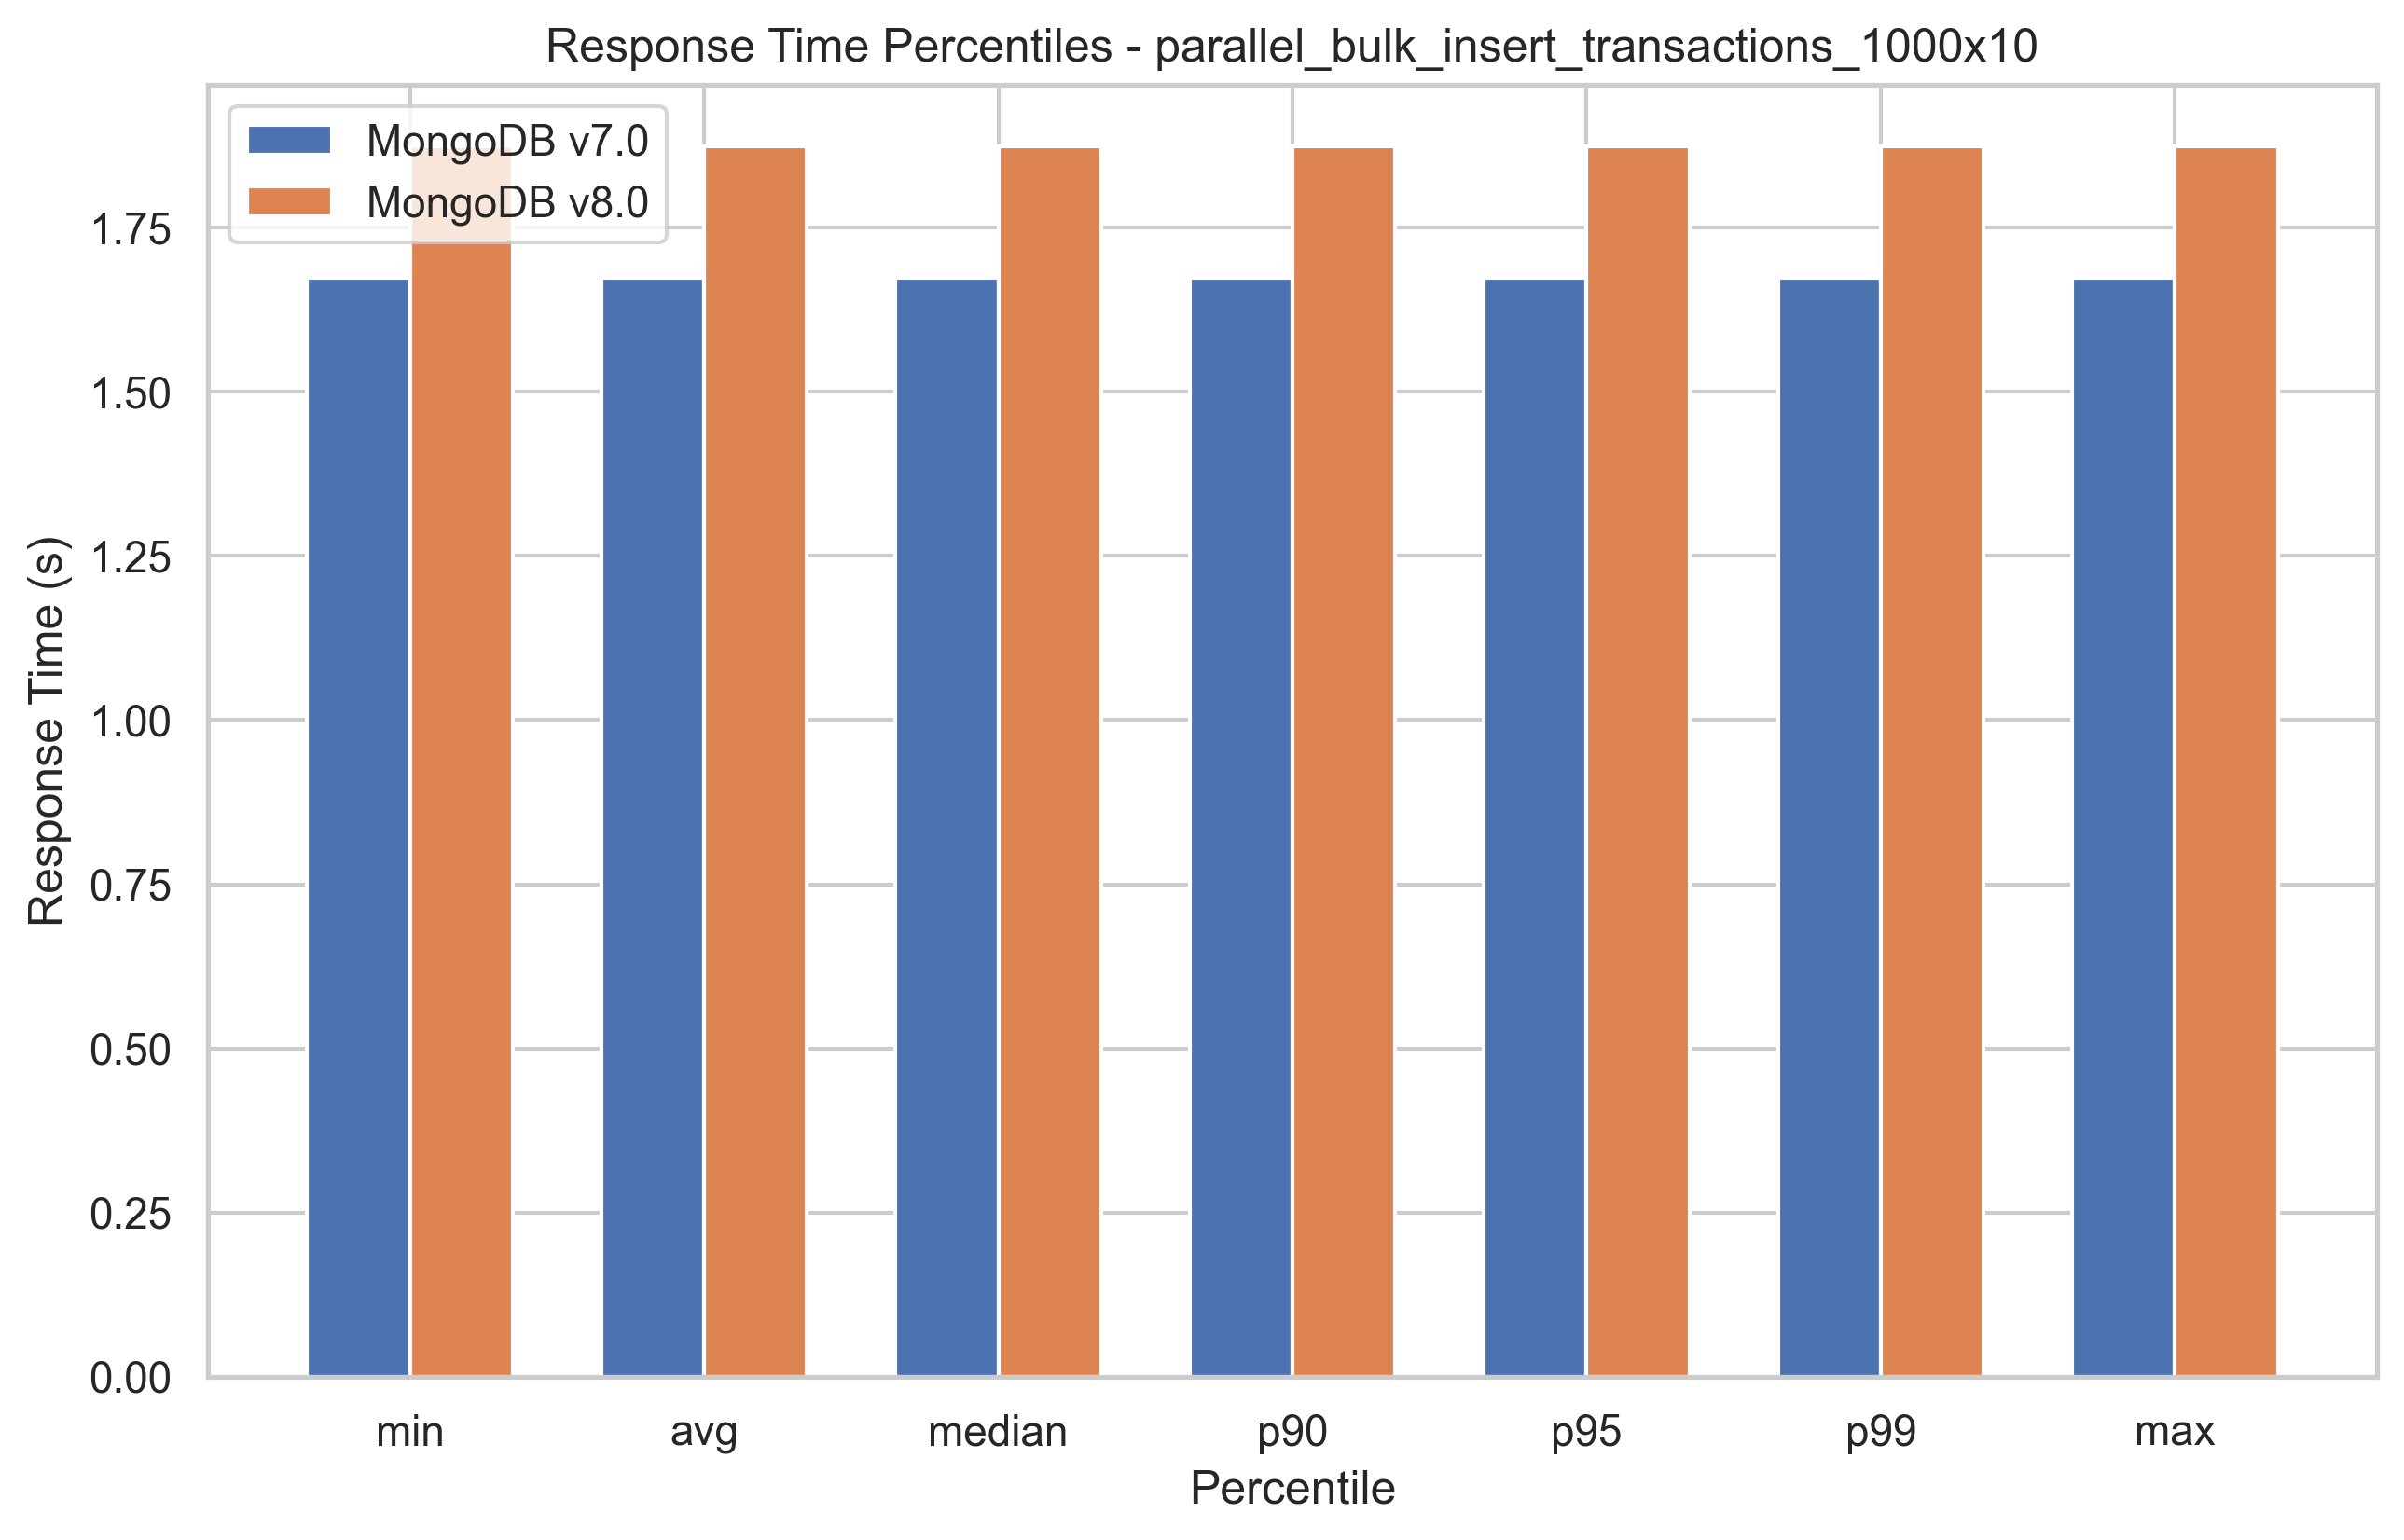 Response Time Percentiles - parallel_bulk_insert_transactions_1000x10
MongoDB v7.0
MongoDB v8.0
Response Time (s)
1.75
1.50
1.25
1.00
0.75
0.50
0.25
0.00
min avg median p90 p95 p99 max
Percentile